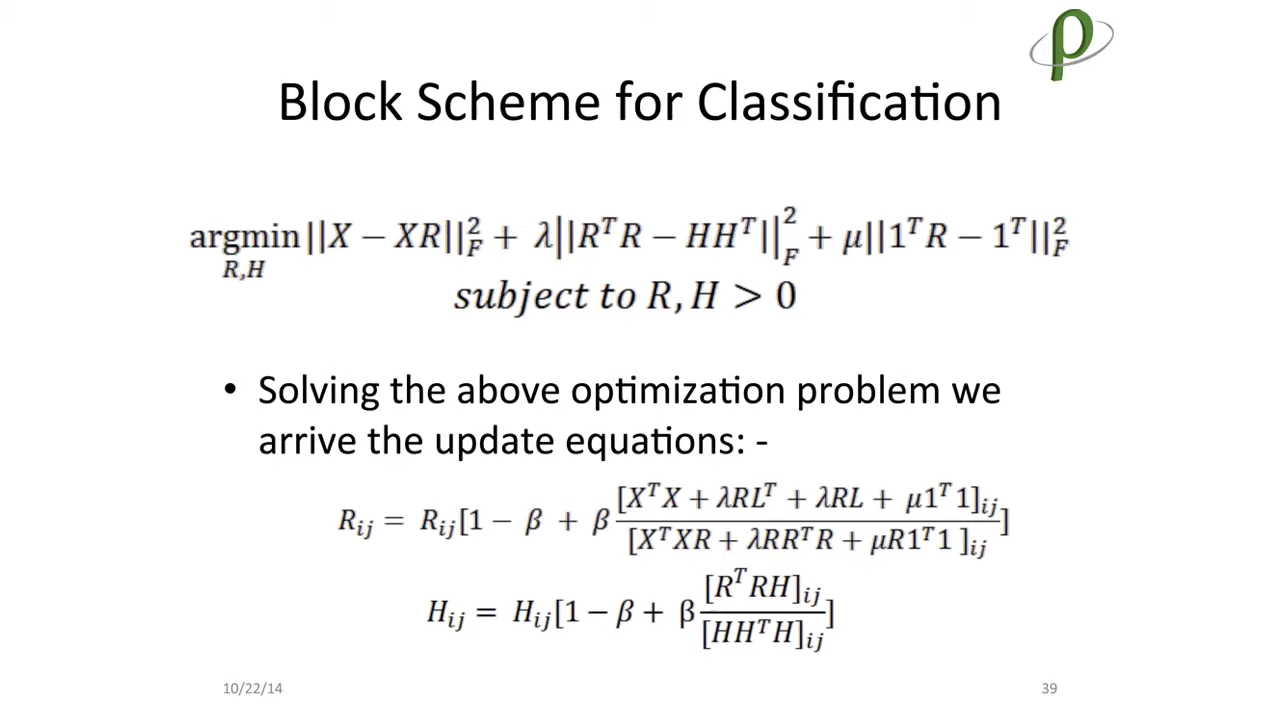 ρ
Block Scheme for Classification
argmin||X − XR||²_F + λ||RᵀR − HHᵀ||²_F + μ||1ᵀR − 1ᵀ||²_F
R,H
subject to R, H > 0
• Solving the above optimization problem we
arrive the update equations: -
R_ij = R_ij[1 − β + β [XᵀX + λRLᵀ + λRL + μ1ᵀ1]_ij / [XᵀXR + λRRᵀR + μR1ᵀ1 ]_ij ]
H_ij = H_ij[1 − β + β [RᵀRH]_ij / [HHᵀH]_ij ]
10/22/14
39